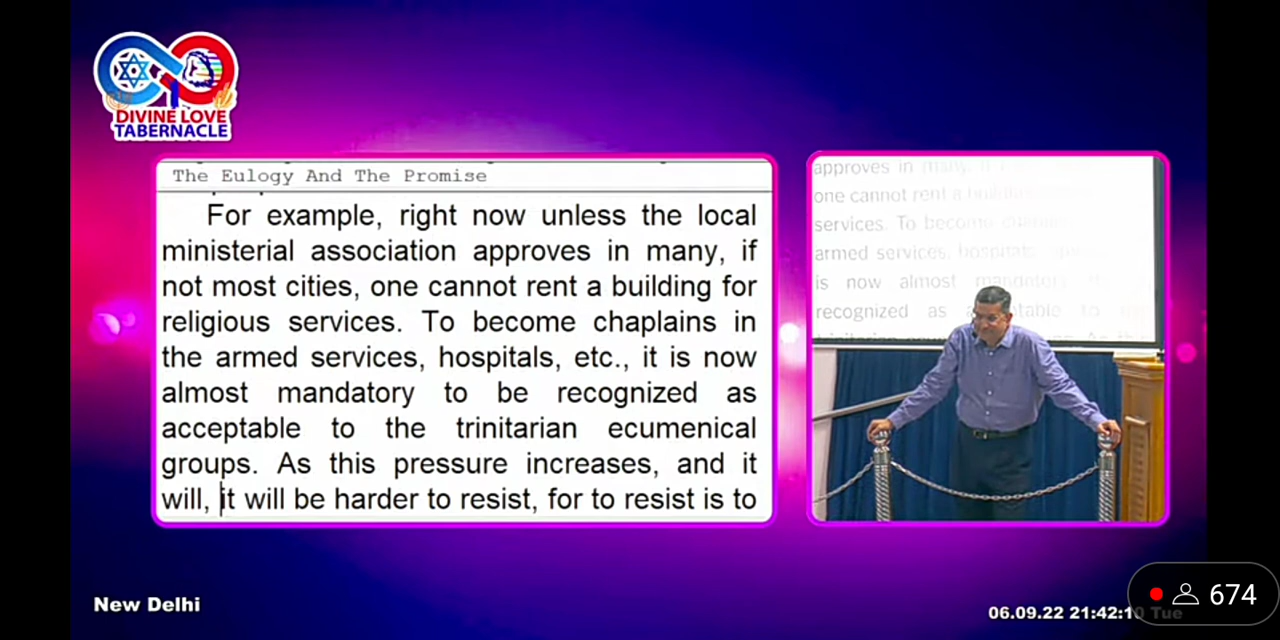 DIVINE LOVE
TABERNACLE
The Eulogy And The Promise
For example, right now unless the local
ministerial association approves in many, if
not most cities, one cannot rent a building for
religious services. To become chaplains in
the armed services, hospitals, etc., it is now
almost mandatory to be recognized as
acceptable to the trinitarian ecumenical
groups. As this pressure increases, and it
will, it will be harder to resist, for to resist is to
approves in many, if
one cannot rent a
services. To become
armed services, hospitals,
is now almost mandatory
recognized as
New Delhi
674
06.09.22 21:42:10 Tue